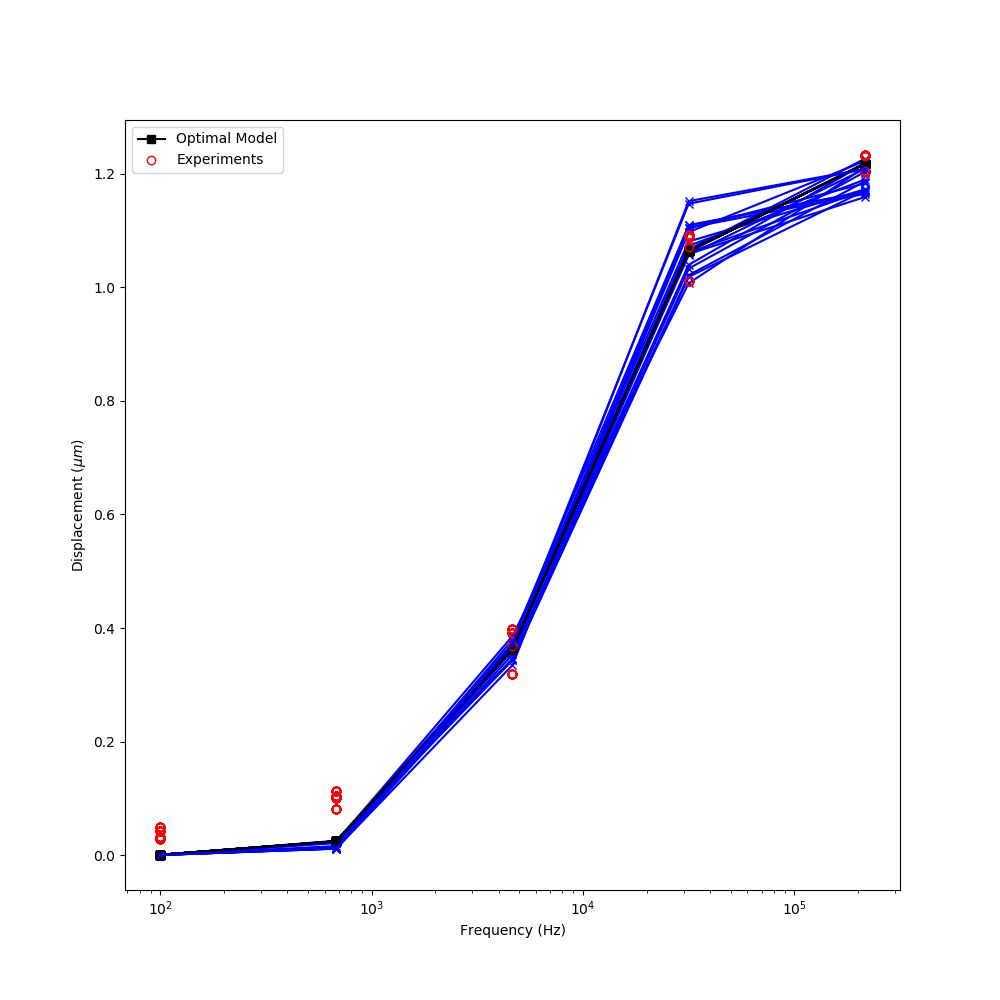 Optimal Model
Experiments
1.2
1.0
0.8
0.6
0.4
0.2
0.0
Displacement (μm)
10² 10³ 10⁴ 10⁵
Frequency (Hz)